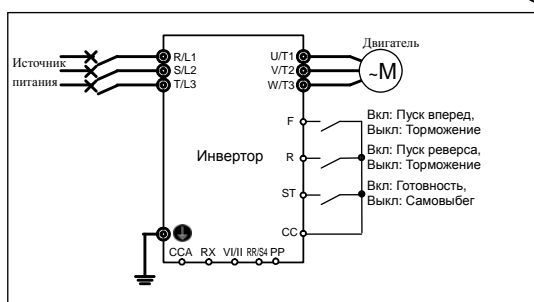 Двигатель
Источник
питания
R/L1
S/L2
T/L3
U/T1
V/T2
W/T3
~M
F
Вкл: Пуск вперед,
Выкл: Торможение
Инвертор
R
Вкл: Пуск реверса,
Выкл: Торможение
ST
Вкл: Готовность,
Выкл: Самовыбег
CC
CCA RX VI/II RR/S4 PP